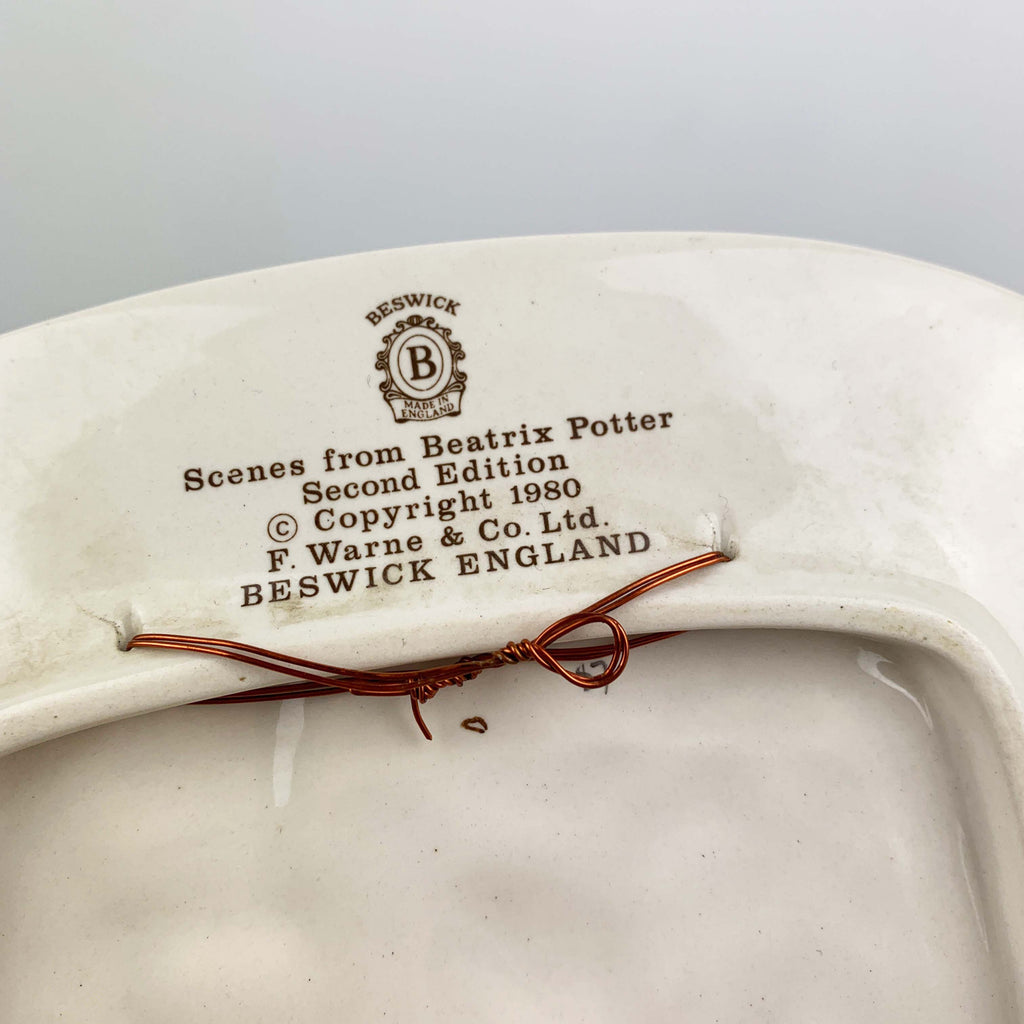 BESWICK
B
MADE IN
ENGLAND
Scenes from Beatrix Potter
Second Edition
© Copyright 1980
F. Warne & Co. Ltd.
BESWICK ENGLAND